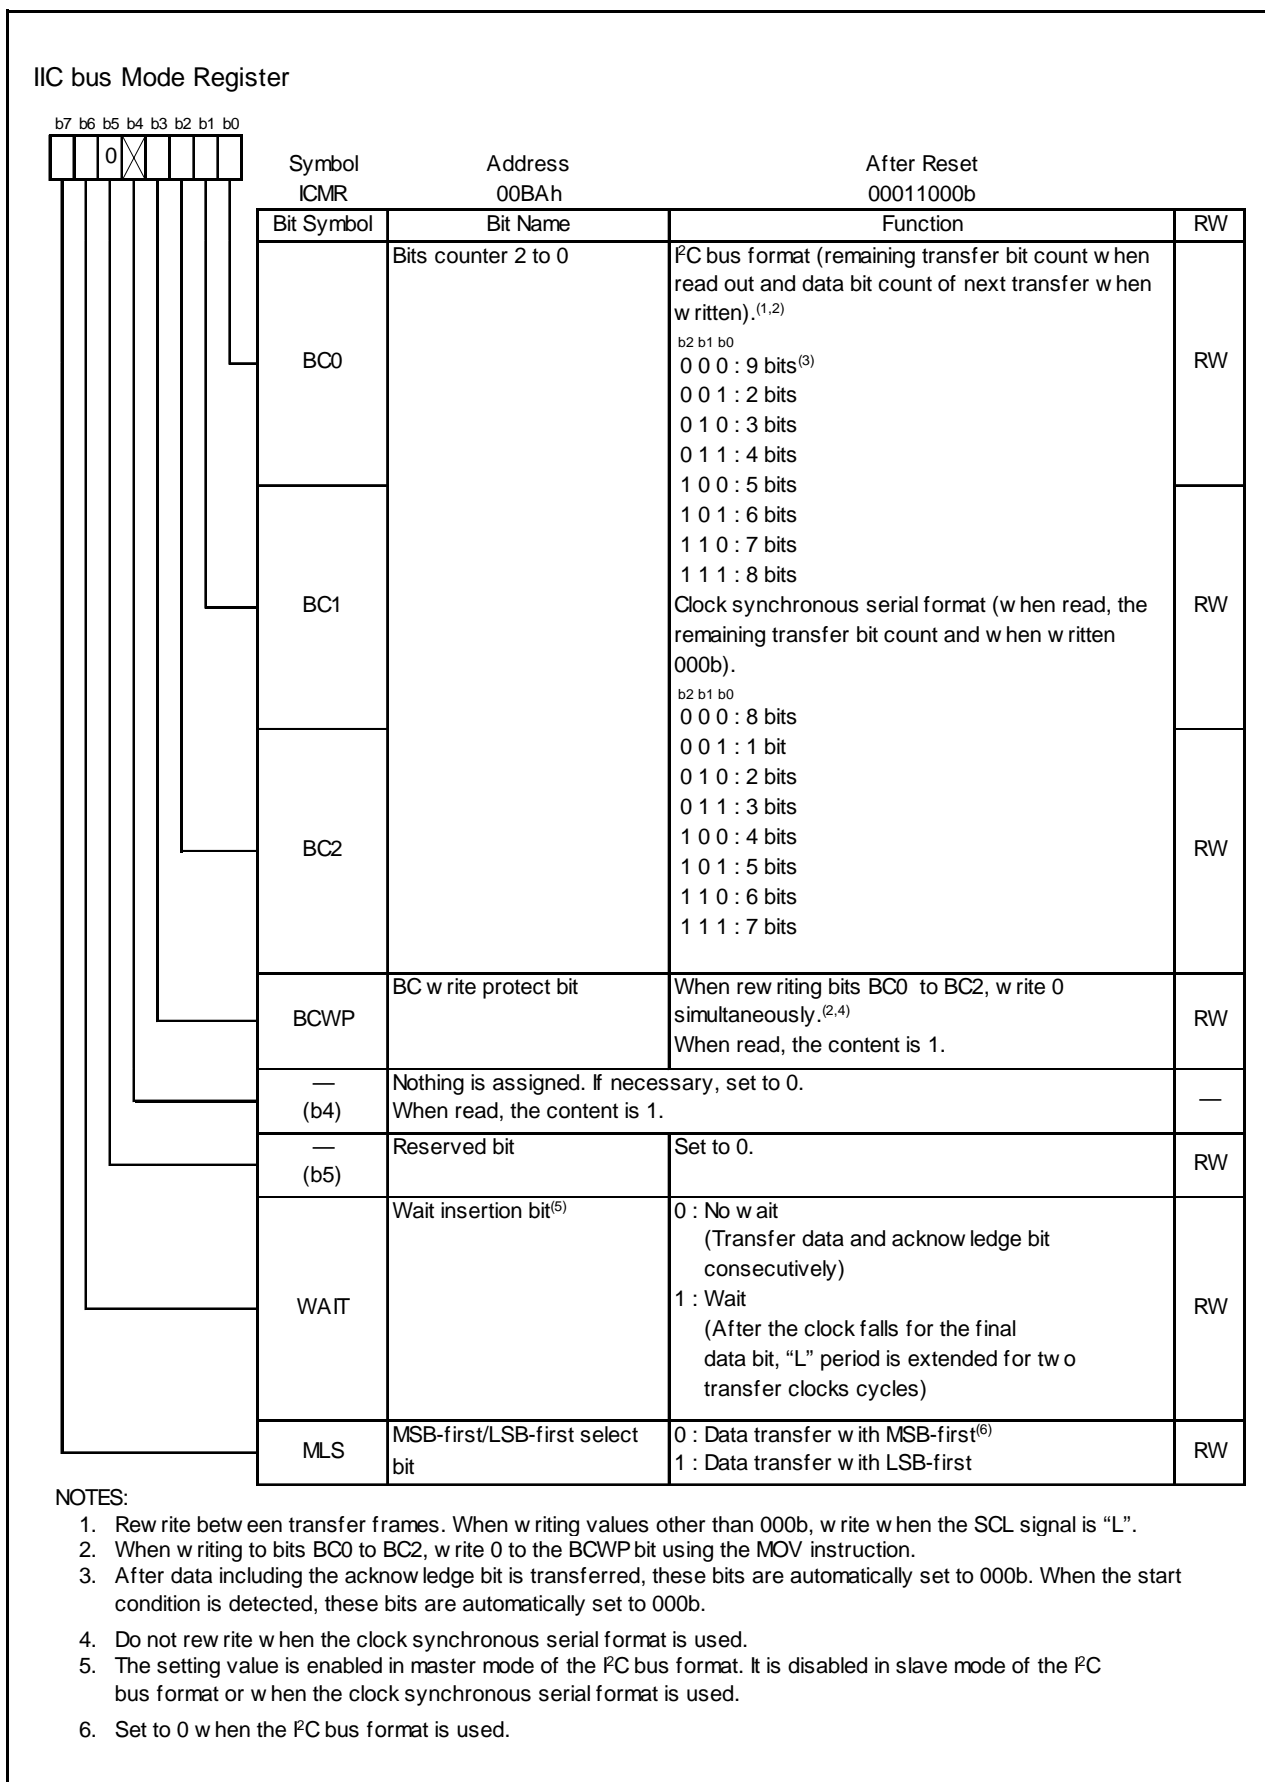 IIC bus Mode Register
b7 b6 b5 b4 b3 b2 b1 b0
0
Symbol Address After Reset
ICMR 00BAh 00011000b
Bit Symbol Bit Name Function RW
BC0 Bits counter 2 to 0 I²C bus format (remaining transfer bit count when
read out and data bit count of next transfer when
written).(1,2)
b2 b1 b0
0 0 0 : 9 bits(3)
RW
0 0 1 : 2 bits
0 1 0 : 3 bits
0 1 1 : 4 bits
1 0 0 : 5 bits
1 0 1 : 6 bits
1 1 0 : 7 bits
1 1 1 : 8 bits
BC1 Clock synchronous serial format (when read, the RW
remaining transfer bit count and when written
000b).
b2 b1 b0
0 0 0 : 8 bits
0 0 1 : 1 bit
0 1 0 : 2 bits
0 1 1 : 3 bits
1 0 0 : 4 bits
BC2 RW
1 0 1 : 5 bits
1 1 0 : 6 bits
1 1 1 : 7 bits
BCWP BC write protect bit When rewriting bits BC0 to BC2, write 0
simultaneously.(2,4)
When read, the content is 1.
RW
— (b4) Nothing is assigned. If necessary, set to 0.
When read, the content is 1.
—
— (b5) Reserved bit Set to 0. RW
WAIT Wait insertion bit(5) 0 : No wait
(Transfer data and acknowledge bit
consecutively)
1 : Wait
(After the clock falls for the final
data bit, “L” period is extended for two
transfer clocks cycles)
RW
MLS MSB-first/LSB-first select
bit
0 : Data transfer with MSB-first(6)
1 : Data transfer with LSB-first
RW
NOTES:
1. Rewrite between transfer frames. When writing values other than 000b, write when the SCL signal is “L”.
2. When writing to bits BC0 to BC2, write 0 to the BCWP bit using the MOV instruction.
3. After data including the acknowledge bit is transferred, these bits are automatically set to 000b. When the start
condition is detected, these bits are automatically set to 000b.
4. Do not rewrite when the clock synchronous serial format is used.
5. The setting value is enabled in master mode of the I²C bus format. It is disabled in slave mode of the I²C
bus format or when the clock synchronous serial format is used.
6. Set to 0 when the I²C bus format is used.